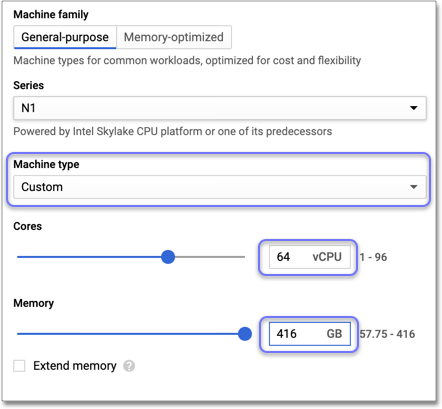 Machine family
General-purpose Memory-optimized
Machine types for common workloads, optimized for cost and flexibility
Series
N1
Powered by Intel Skylake CPU platform or one of its predecessors
Machine type
Custom
Cores
64 vCPU 1 - 96
Memory
416 GB 57.75 - 416
Extend memory ?